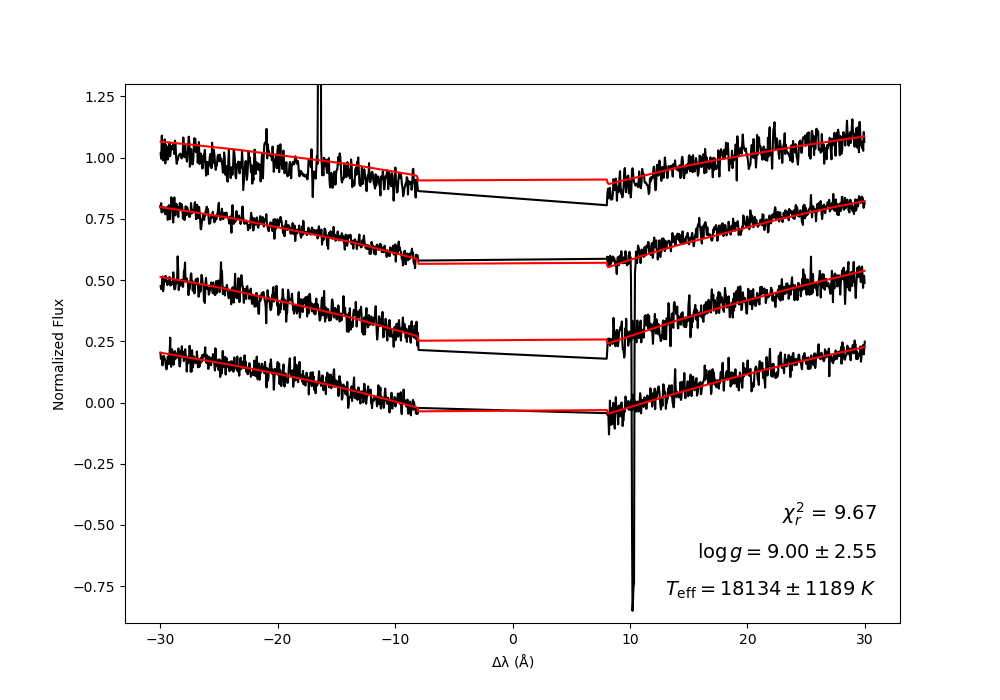 1.25
1.00
0.75
0.50
0.25
0.00
−0.25
−0.50
−0.75
Normalized Flux
χ²ᵣ = 9.67
log g = 9.00 ± 2.55
T_eff = 18134 ± 1189 K
−30 −20 −10 0 10 20 30
Δλ (Å)